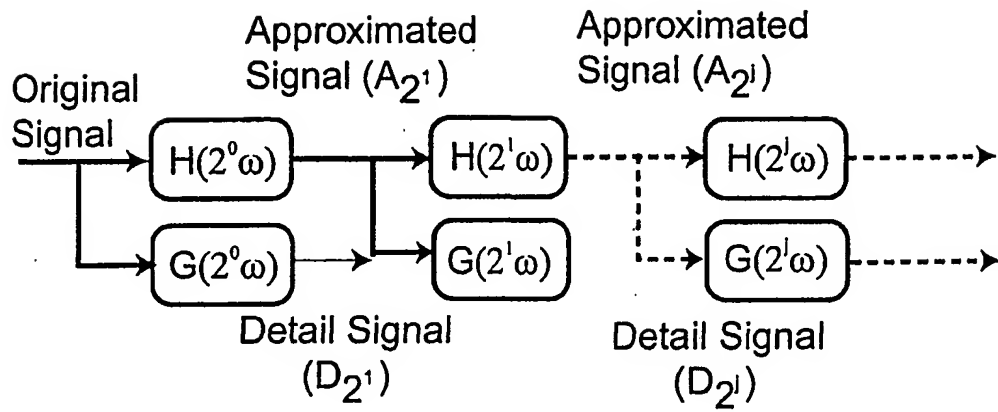 Approximated
Signal (A₂¹)
Approximated
Signal (A₂ʲ)
Original
Signal
H(2⁰ω)
H(2¹ω)
H(2ʲω)
G(2⁰ω)
G(2¹ω)
G(2ʲω)
Detail Signal
(D₂¹)
Detail Signal
(D₂ʲ)